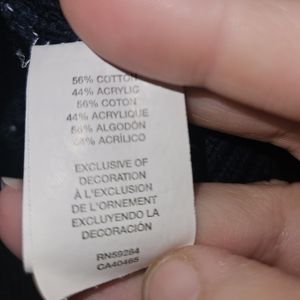 56% COTTON
44% ACRYLIC
56% COTON
44% ACRYLIQUE
56% ALGODÓN
44% ACRÍLICO
EXCLUSIVE OF
DECORATION
À L'EXCLUSION
DE L'ORNEMENT
EXCLUYENDO LA
DECORACIÓN
RN59284
CA40465